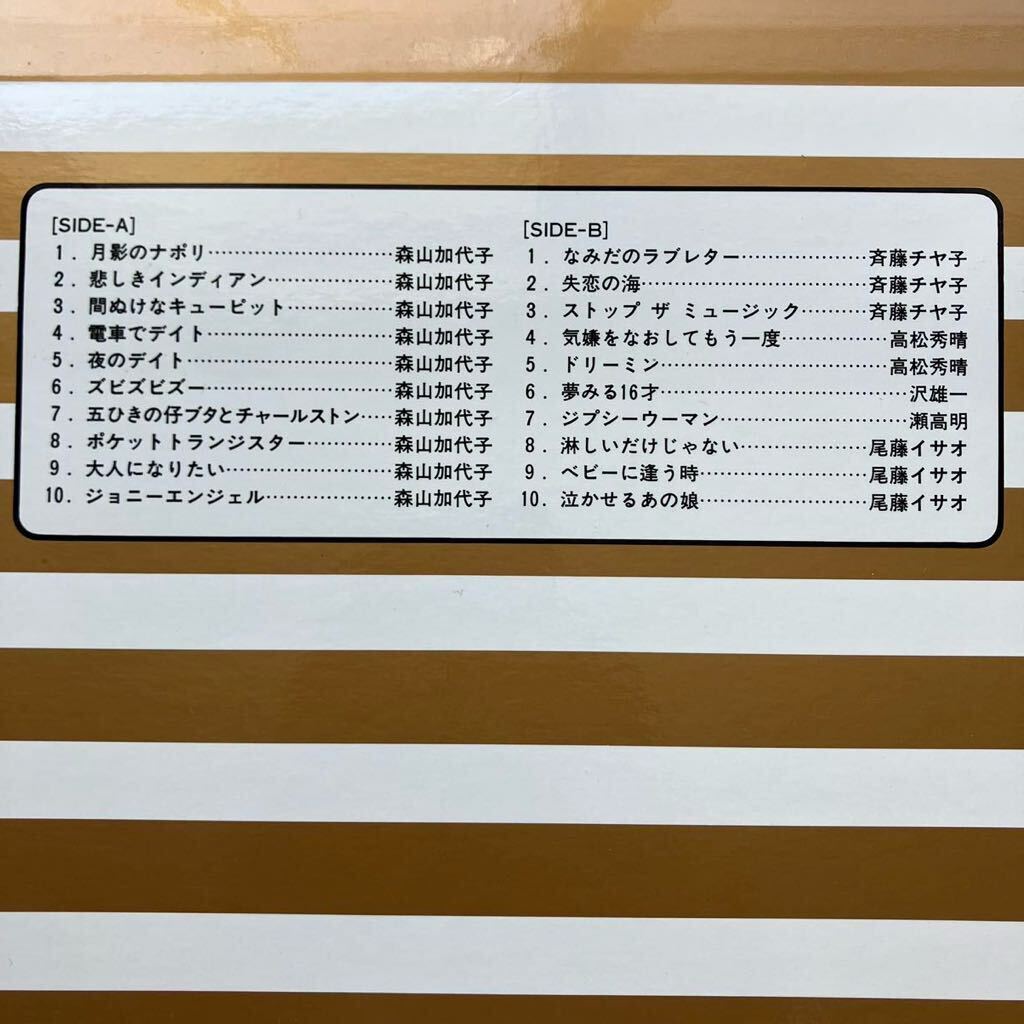 [SIDE-A]
1. 月影のナポリ……………………森山加代子
2. 悲しきインディアン……………森山加代子
3. 間ぬけなキューピット…………森山加代子
4. 電車でデイト……………………森山加代子
5. 夜のデイト………………………森山加代子
6. ズビズビズー……………………森山加代子
7. 五ひきの仔ブタとチャールストン……森山加代子
8. ポケットトランジスター………森山加代子
9. 大人になりたい…………………森山加代子
10. ジョニーエンジェル……………森山加代子
[SIDE-B]
1. なみだのラブレター……………斉藤チヤ子
2. 失恋の海…………………………斉藤チヤ子
3. ストップ ザ ミュージック……斉藤チヤ子
4. 気嫌をなおしてもう一度…………高松秀晴
5. ドリーミン…………………………高松秀晴
6. 夢みる16才…………………………沢雄一
7. ジプシーウーマン…………………瀬高明
8. 淋しいだけじゃない……………尾藤イサオ
9. ベビーに逢う時…………………尾藤イサオ
10. 泣かせるあの娘…………………尾藤イサオ